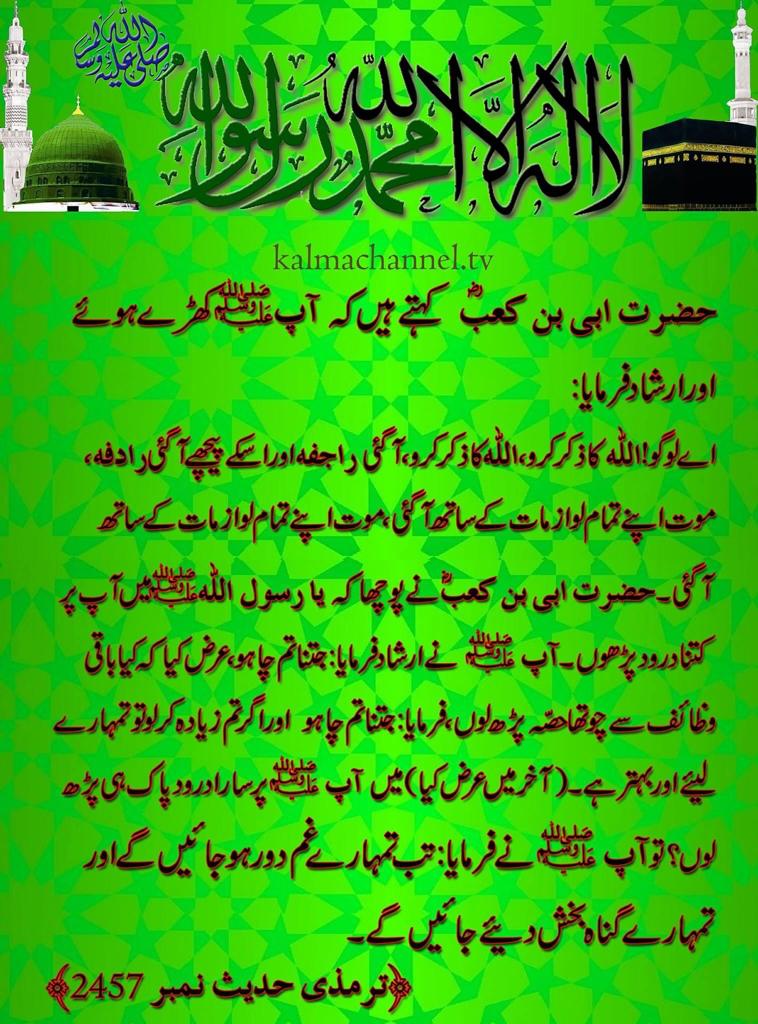 صلى الله عليه وسلم
لا اله الا الله محمد رسول الله
kalmachannel.tv
حضرت ابی بن کعبؓ کہتے ہیں کہ آپ ﷺ کھڑے ہوئے
اور ارشاد فرمایا:
اے لوگو! اللہ کا ذکر کرو، اللہ کا ذکر کرو، آ گئی راجفہ اور اسکے پیچھے آ گئی رادفہ،
موت اپنے تمام لوازمات کے ساتھ آ گئی، موت اپنے تمام لوازمات کے ساتھ
آ گئی۔ حضرت ابی بن کعبؓ نے پوچھا کہ یا رسول اللہ ﷺ میں آپ پر
کتنا درود پڑھوں۔ آپ ﷺ نے ارشاد فرمایا: جتنا تم چاہو، عرض کیا کہ کیا باقی
وظائف سے چوتھا حصّہ پڑھ لوں، فرمایا: جتنا تم چاہو اور اگر تم زیادہ کر لو تو تمہارے
لیئے اور بہتر ہے۔ (آخر میں عرض کیا) میں آپ ﷺ پر سارا درود پاک ہی پڑھ
لوں؟ تو آپ ﷺ نے فرمایا: تب تمہارے غم دور ہو جائیں گے اور
تمہارے گناہ بخش دیئے جائیں گے۔
﴿ترمذی حدیث نمبر 2457﴾